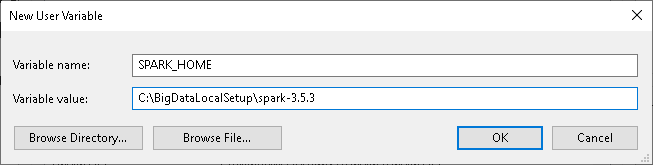 New User Variable
Variable name: SPARK_HOME
Variable value: C:\BigDataLocalSetup\spark-3.5.3
Browse Directory... Browse File... OK Cancel